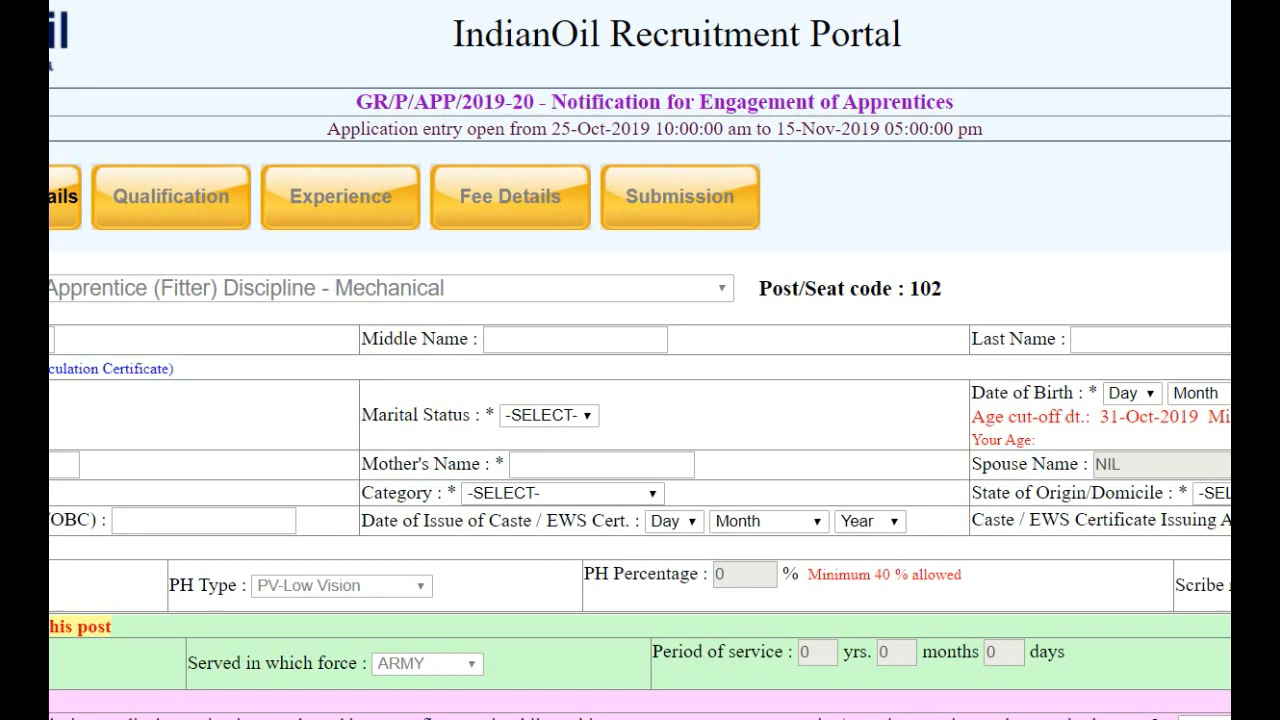 il
IndianOil Recruitment Portal
GR/P/APP/2019-20 - Notification for Engagement of Apprentices
Application entry open from 25-Oct-2019 10:00:00 am to 15-Nov-2019 05:00:00 pm
ails Qualification Experience Fee Details Submission
Apprentice (Fitter) Discipline - Mechanical Post/Seat code : 102
Middle Name : Last Name :
culation Certificate)
Marital Status : * -SELECT- Date of Birth : * Day Month
Age cut-off dt.: 31-Oct-2019 Mi
Your Age:
Mother's Name : * Spouse Name : NIL
Category : * -SELECT- State of Origin/Domicile : * -SEL
/OBC) : Date of Issue of Caste / EWS Cert. : Day Month Year Caste / EWS Certificate Issuing A
PH Type : PV-Low Vision PH Percentage : 0 % Minimum 40 % allowed Scribe
his post
Served in which force : ARMY Period of service : 0 yrs. 0 months 0 days